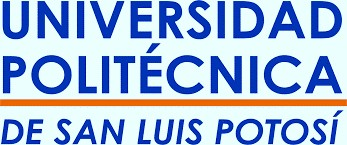 UNIVERSIDAD
POLITÉCNICA
DE SAN LUIS POTOSÍ